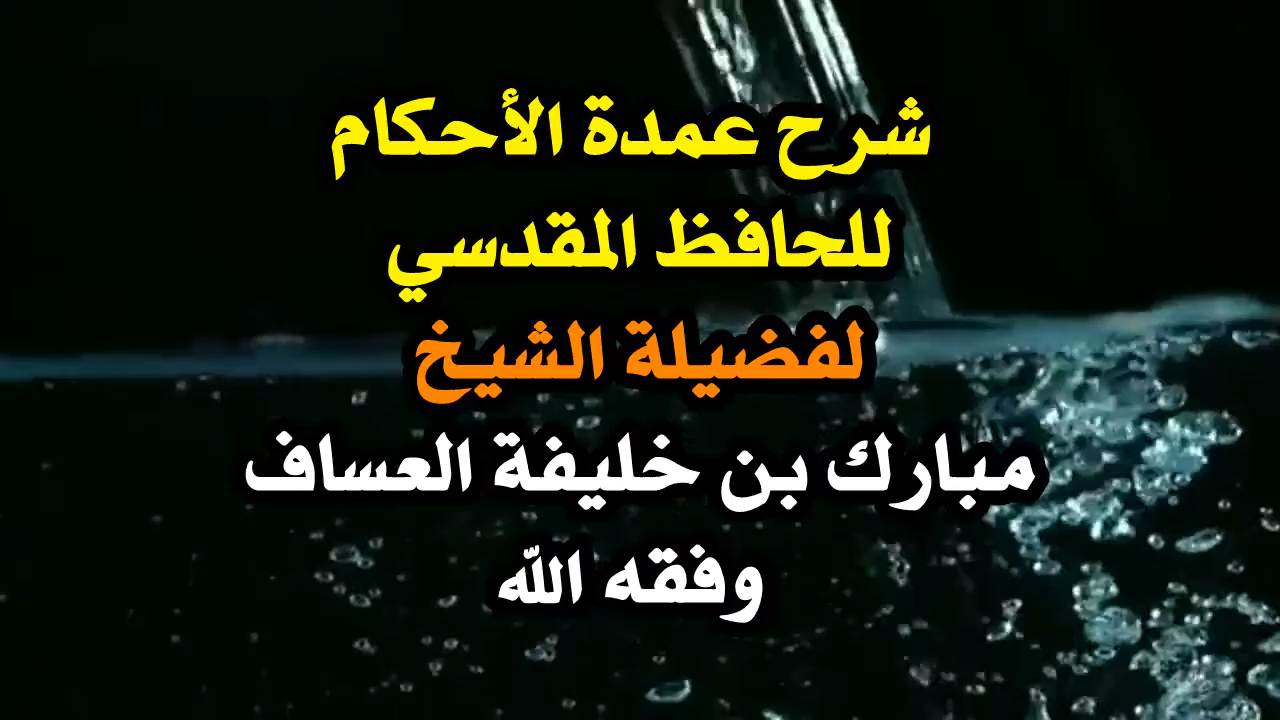 شرح عمدة الأحكام
للحافظ المقدسي
لفضيلة الشيخ
مبارك بن خليفة العساف
وفقه الله